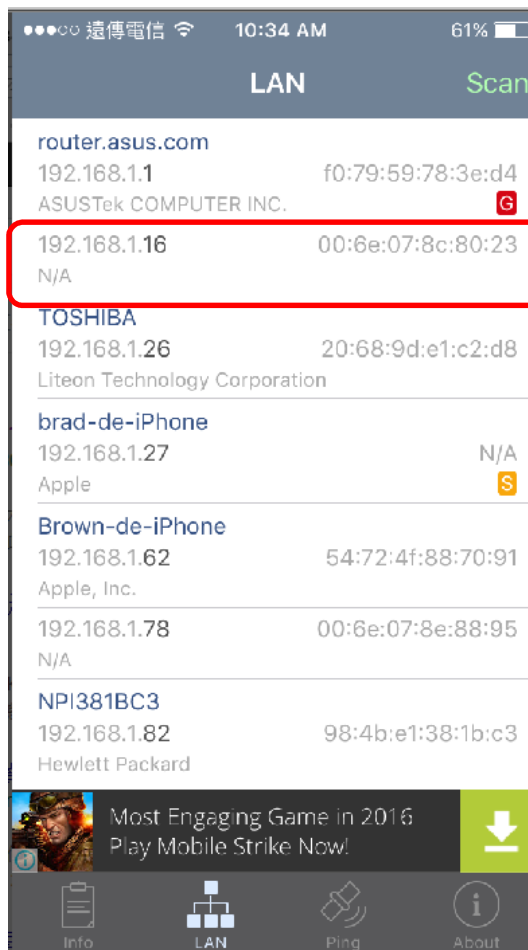 ●●●○○ 遠傳電信 10:34 AM 61%
LAN Scan
router.asus.com
192.168.1.1 f0:79:59:78:3e:d4
ASUSTek COMPUTER INC. G
192.168.1.16 00:6e:07:8c:80:23
N/A
TOSHIBA
192.168.1.26 20:68:9d:e1:c2:d8
Liteon Technology Corporation
brad-de-iPhone
192.168.1.27 N/A
Apple S
Brown-de-iPhone
192.168.1.62 54:72:4f:88:70:91
Apple, Inc.
192.168.1.78 00:6e:07:8e:88:95
N/A
NPI381BC3
192.168.1.82 98:4b:e1:38:1b:c3
Hewlett Packard
Most Engaging Game in 2016
Play Mobile Strike Now!
Info LAN Ping About